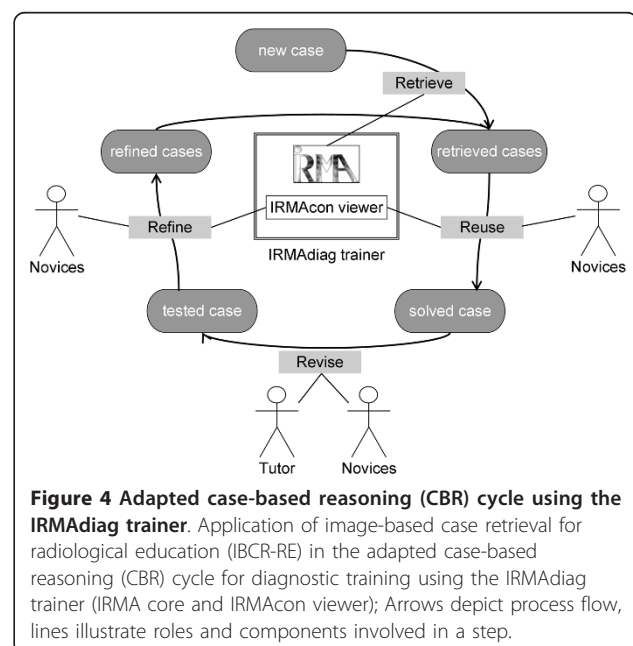 new case
Retrieve
refined cases
retrieved cases
IRMA
IRMAcon viewer
Refine
Reuse
Novices
IRMAdiag trainer
Novices
tested case
solved case
Revise
Tutor
Novices
Figure 4 Adapted case-based reasoning (CBR) cycle using the
IRMAdiag trainer. Application of image-based case retrieval for
radiological education (IBCR-RE) in the adapted case-based
reasoning (CBR) cycle for diagnostic training using the IRMAdiag
trainer (IRMA core and IRMAcon viewer); Arrows depict process flow,
lines illustrate roles and components involved in a step.